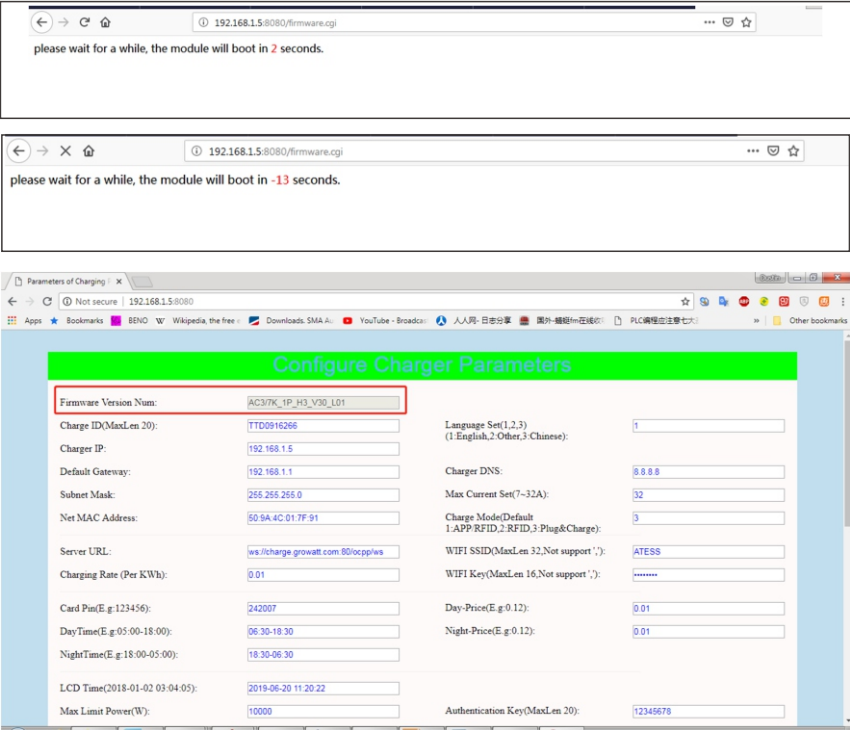 192.168.1.5:8080/firmware.cgi
please wait for a while, the module will boot in 2 seconds.
192.168.1.5:8080/firmware.cgi
please wait for a while, the module will boot in -13 seconds.
Parameters of Charging
Not secure | 192.168.1.5:8080
Apps Bookmarks BENO Wikipedia, the free Downloads. SMA Au YouTube - Broadcas 人人网- 日志分享 PLC编程应注意七大 » Other bookmarks
Configure Charger Parameters
Firmware Version Num: AC3/7K_1P_H3_V30_L01
Charge ID(MaxLen 20): TTD0916266 Language Set(1,2,3) (1:English,2:Other,3:Chinese): 1
Charger IP: 192.168.1.5
Default Gateway: 192.168.1.1 Charger DNS: 8.8.8.8
Subnet Mask: 255.255.255.0 Max Current Set(7~32A): 32
Net MAC Address: 50:9A:4C:01:7F:91 Charge Mode(Default 1:APP/RFID,2:RFID,3:Plug&Charge): 3
Server URL: ws://charge.growatt.com:80/ocpp/ws WIFI SSID(MaxLen 32,Not support ','): ATESS
Charging Rate (Per KWh): 0.01 WIFI Key(MaxLen 16,Not support ','): ••••••••
Card Pin(E.g:123456): 242007 Day-Price(E.g:0.12): 0.01
DayTime(E.g:05:00-18:00): 06:30-18:30 Night-Price(E.g:0.12): 0.01
NightTime(E.g:18:00-05:00): 18:30-06:30
LCD Time(2018-01-02 03:04:05): 2019-06-20 11:20:22
Max Limit Power(W): 10000 Authentication Key(MaxLen 20): 12345678